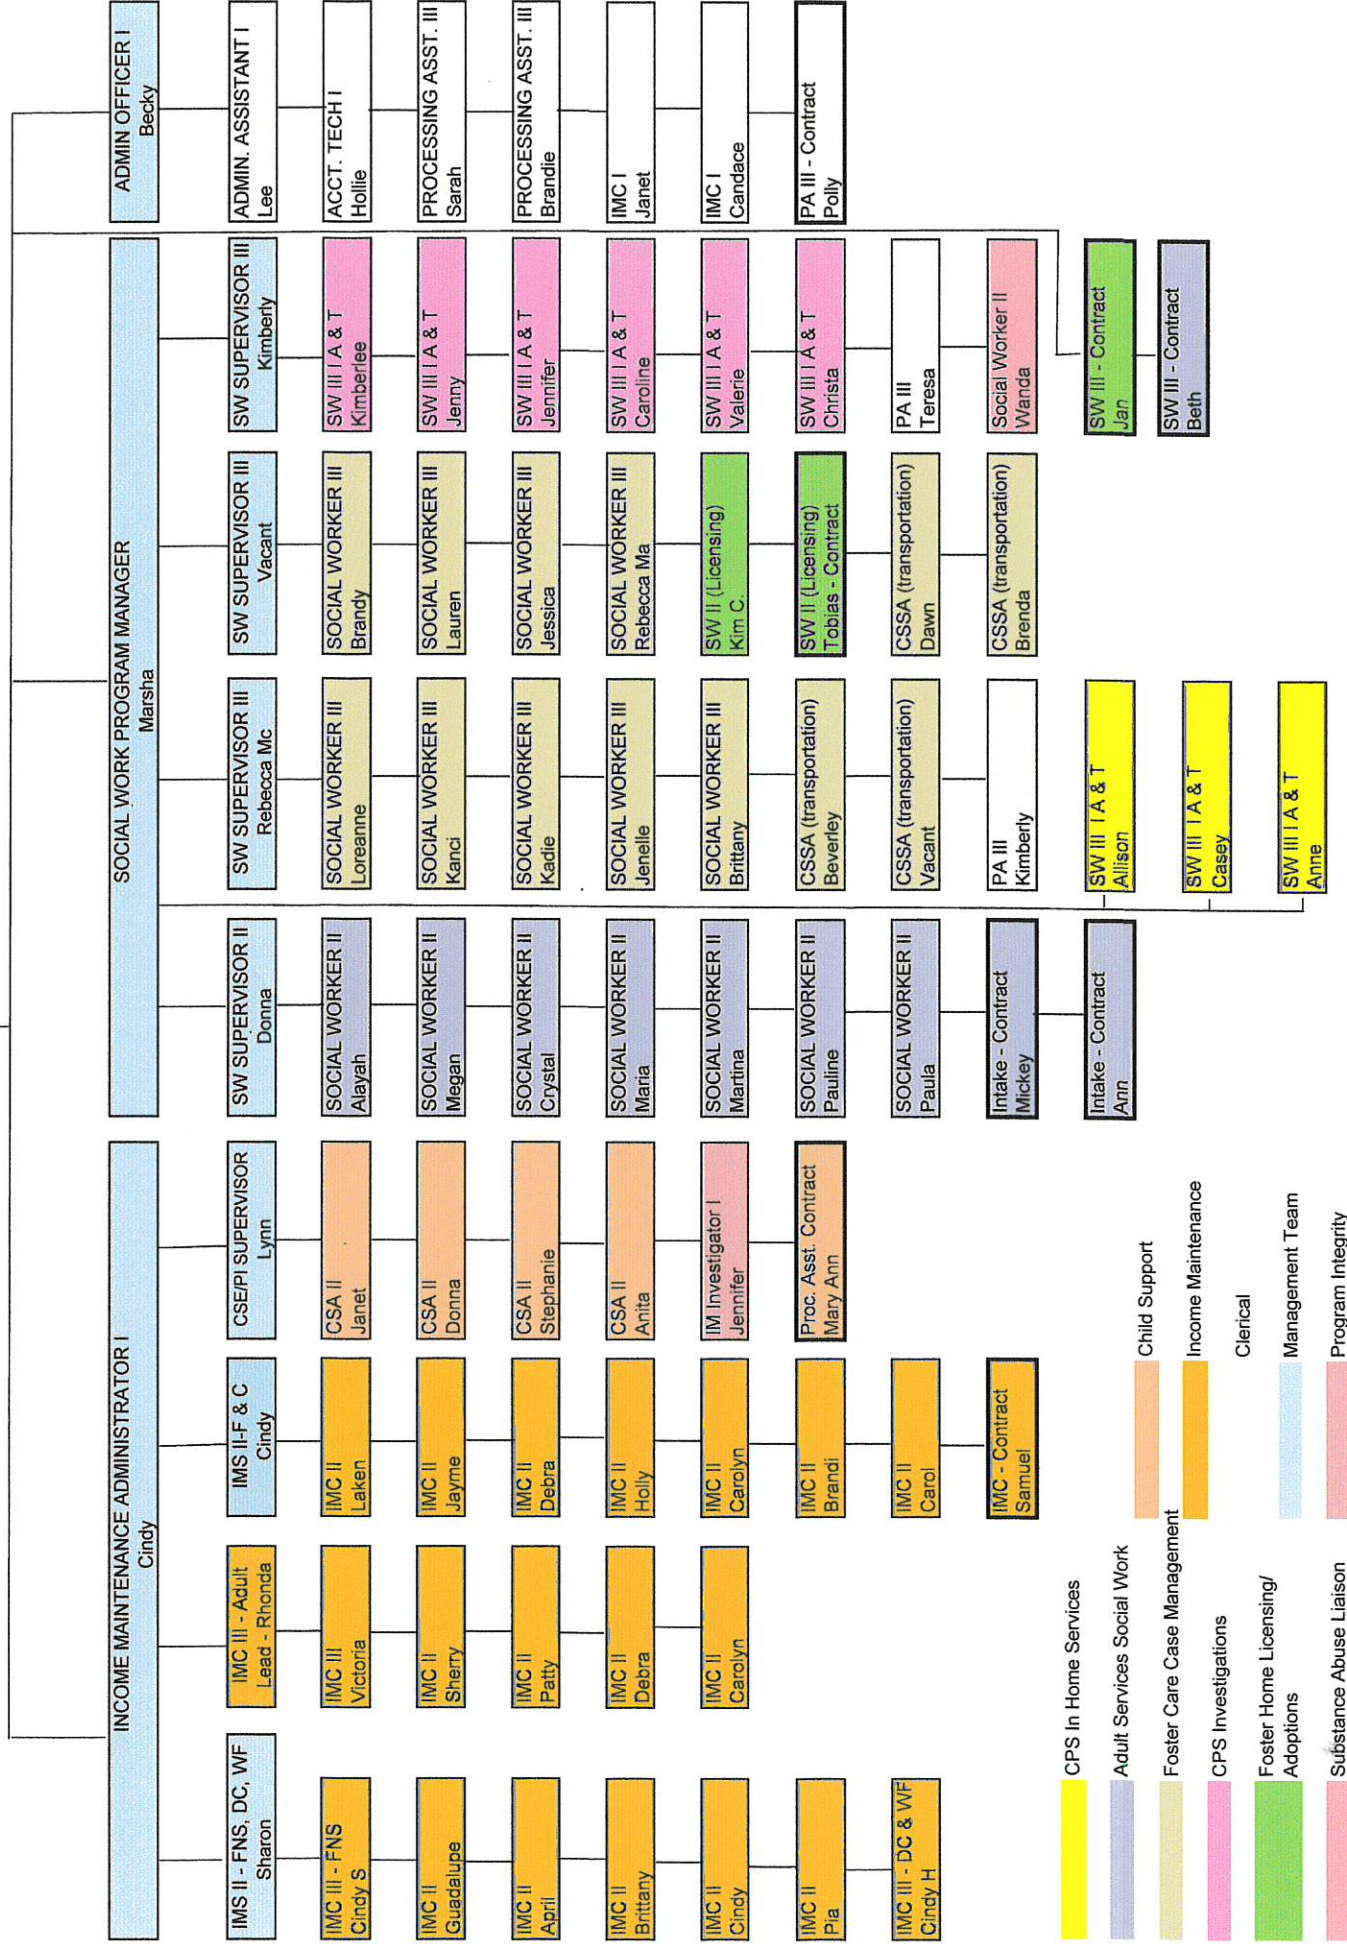 INCOME MAINTENANCE ADMINISTRATOR I
Cindy
SOCIAL WORK PROGRAM MANAGER
Marsha
ADMIN OFFICER I
Becky
IMS II - FNS, DC, WF
Sharon
IMC III - FNS
Cindy S
IMC II
Guadalupe
IMC II
April
IMC II
Brittany
IMC II
Cindy
IMC II
Pia
IMC III - DC & WF
Cindy H
IMC III - Adult
Lead - Rhonda
IMC III
Victoria
IMC II
Sherry
IMC II
Patty
IMC II
Debra
IMC II
Carolyn
IMS II-F & C
Cindy
IMC II
Laken
IMC II
Jayme
IMC II
Debra
IMC II
Holly
IMC II
Carolyn
IMC II
Brandi
IMC II
Carol
IMC - Contract
Samuel
CSE/PI SUPERVISOR
Lynn
CSA II
Janet
CSA II
Donna
CSA II
Stephanie
CSA II
Anita
IM Investigator I
Jennifer
Proc. Asst. Contract
Mary Ann
SW SUPERVISOR II
Donna
SOCIAL WORKER II
Alayah
SOCIAL WORKER II
Megan
SOCIAL WORKER II
Crystal
SOCIAL WORKER II
Maria
SOCIAL WORKER II
Martina
SOCIAL WORKER II
Pauline
SOCIAL WORKER II
Paula
Intake - Contract
Mickey
Intake - Contract
Ann
SW SUPERVISOR III
Rebecca Mc
SOCIAL WORKER III
Loreanne
SOCIAL WORKER III
Kanci
SOCIAL WORKER III
Kadie
SOCIAL WORKER III
Jenelle
SOCIAL WORKER III
Brittany
CSSA (transportation)
Beverley
CSSA (transportation)
Vacant
PA III
Kimberly
SW III I A & T
Allison
SW III I A & T
Casey
SW III I A & T
Anne
SW SUPERVISOR III
Vacant
SOCIAL WORKER III
Brandy
SOCIAL WORKER III
Lauren
SOCIAL WORKER III
Jessica
SOCIAL WORKER III
Rebecca Ma
SW II (Licensing)
Kim C.
SW II (Licensing)
Tobias - Contract
CSSA (transportation)
Dawn
CSSA (transportation)
Brenda
SW SUPERVISOR III
Kimberly
SW III I A & T
Kimberlee
SW III I A & T
Jenny
SW III I A & T
Jennifer
SW III I A & T
Caroline
SW III I A & T
Valerie
SW III I A & T
Christa
PA III
Teresa
Social Worker II
Wanda
SW III - Contract
Jan
SW III - Contract
Beth
ADMIN. ASSISTANT I
Lee
ACCT. TECH I
Hollie
PROCESSING ASST. III
Sarah
PROCESSING ASST. III
Brandie
IMC I
Janet
IMC I
Candace
PA III - Contract
Polly
CPS In Home Services
Adult Services Social Work
Foster Care Case Management
CPS Investigations
Foster Home Licensing/
Adoptions
Substance Abuse Liaison
Child Support
Income Maintenance
Clerical
Management Team
Program Integrity